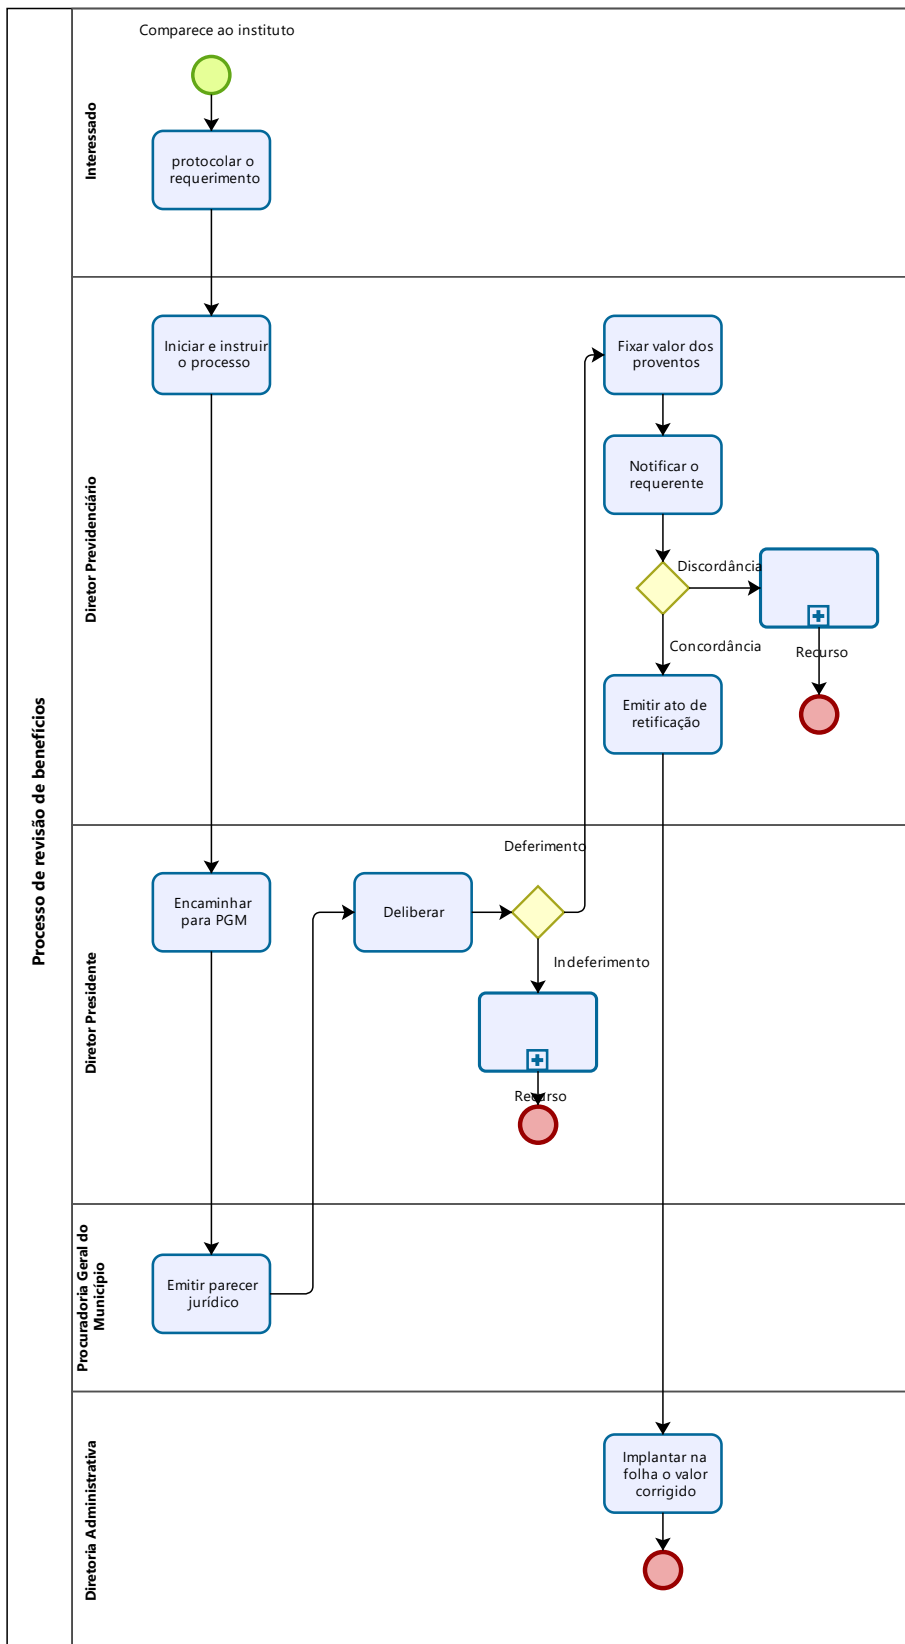 Processo de revisão de benefícios
Interessado
Comparece ao instituto
protocolar o
requerimento
Diretor Previdenciário
Iniciar e instruir
o processo
Fixar valor dos
proventos
Notificar o
requerente
Discordância
Recurso
Concordância
Emitir ato de
retificação
Diretor Presidente
Encaminhar
para PGM
Deliberar
Deferimento
Indeferimento
Recurso
Procuradoria Geral do
Município
Emitir parecer
jurídico
Diretoria Administrativa
Implantar na
folha o valor
corrigido